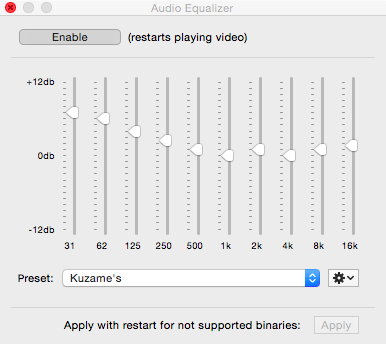 Audio Equalizer
Enable (restarts playing video)
+12db
0db
-12db
31 62 125 250 500 1k 2k 4k 8k 16k
Preset: Kuzame's
Apply with restart for not supported binaries: Apply